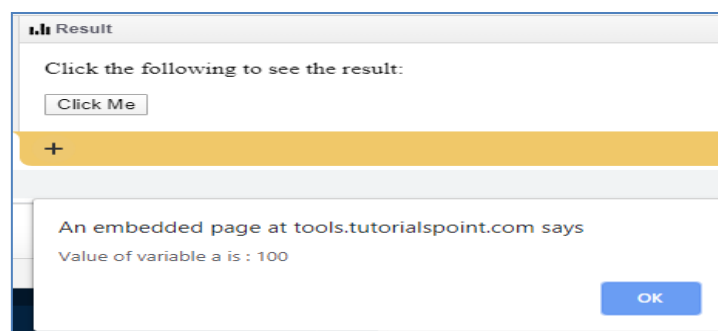 Result
Click the following to see the result:
Click Me
+
An embedded page at tools.tutorialspoint.com says
Value of variable a is : 100
OK